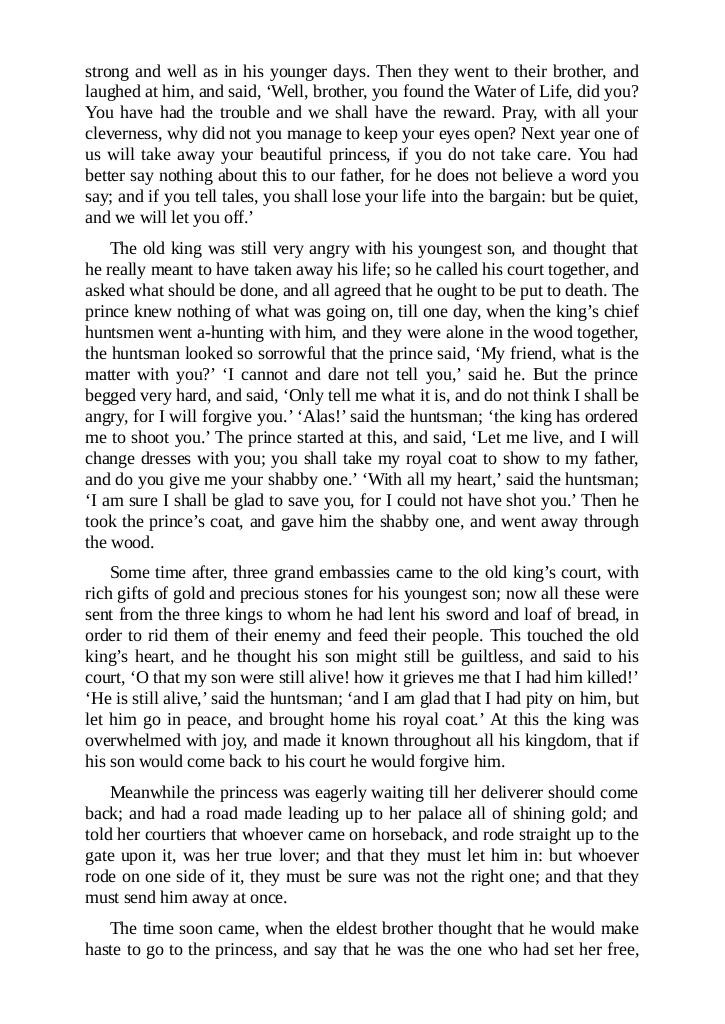 strong and well as in his younger days. Then they went to their brother, and
laughed at him, and said, ‘Well, brother, you found the Water of Life, did you?
You have had the trouble and we shall have the reward. Pray, with all your
cleverness, why did not you manage to keep your eyes open? Next year one of
us will take away your beautiful princess, if you do not take care. You had
better say nothing about this to our father, for he does not believe a word you
say; and if you tell tales, you shall lose your life into the bargain: but be quiet,
and we will let you off.’
The old king was still very angry with his youngest son, and thought that
he really meant to have taken away his life; so he called his court together, and
asked what should be done, and all agreed that he ought to be put to death. The
prince knew nothing of what was going on, till one day, when the king’s chief
huntsmen went a-hunting with him, and they were alone in the wood together,
the huntsman looked so sorrowful that the prince said, ‘My friend, what is the
matter with you?’ ‘I cannot and dare not tell you,’ said he. But the prince
begged very hard, and said, ‘Only tell me what it is, and do not think I shall be
angry, for I will forgive you.’ ‘Alas!’ said the huntsman; ‘the king has ordered
me to shoot you.’ The prince started at this, and said, ‘Let me live, and I will
change dresses with you; you shall take my royal coat to show to my father,
and do you give me your shabby one.’ ‘With all my heart,’ said the huntsman;
‘I am sure I shall be glad to save you, for I could not have shot you.’ Then he
took the prince’s coat, and gave him the shabby one, and went away through
the wood.
Some time after, three grand embassies came to the old king’s court, with
rich gifts of gold and precious stones for his youngest son; now all these were
sent from the three kings to whom he had lent his sword and loaf of bread, in
order to rid them of their enemy and feed their people. This touched the old
king’s heart, and he thought his son might still be guiltless, and said to his
court, ‘O that my son were still alive! how it grieves me that I had him killed!’
‘He is still alive,’ said the huntsman; ‘and I am glad that I had pity on him, but
let him go in peace, and brought home his royal coat.’ At this the king was
overwhelmed with joy, and made it known throughout all his kingdom, that if
his son would come back to his court he would forgive him.
Meanwhile the princess was eagerly waiting till her deliverer should come
back; and had a road made leading up to her palace all of shining gold; and
told her courtiers that whoever came on horseback, and rode straight up to the
gate upon it, was her true lover; and that they must let him in: but whoever
rode on one side of it, they must be sure was not the right one; and that they
must send him away at once.
The time soon came, when the eldest brother thought that he would make
haste to go to the princess, and say that he was the one who had set her free,